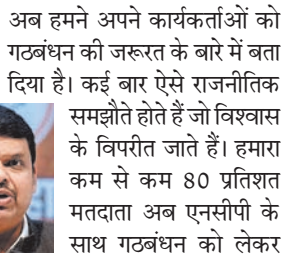 अब हमने अपने कार्यकर्ताओं को
गठबंधन की जरूरत के बारे में बता
दिया है। कई बार ऐसे राजनीतिक
समझौते होते हैं जो विश्वास
के विपरीत जाते हैं। हमारा
कम से कम 80 प्रतिशत
मतदाता अब एनसीपी के
साथ गठबंधन को लेकर